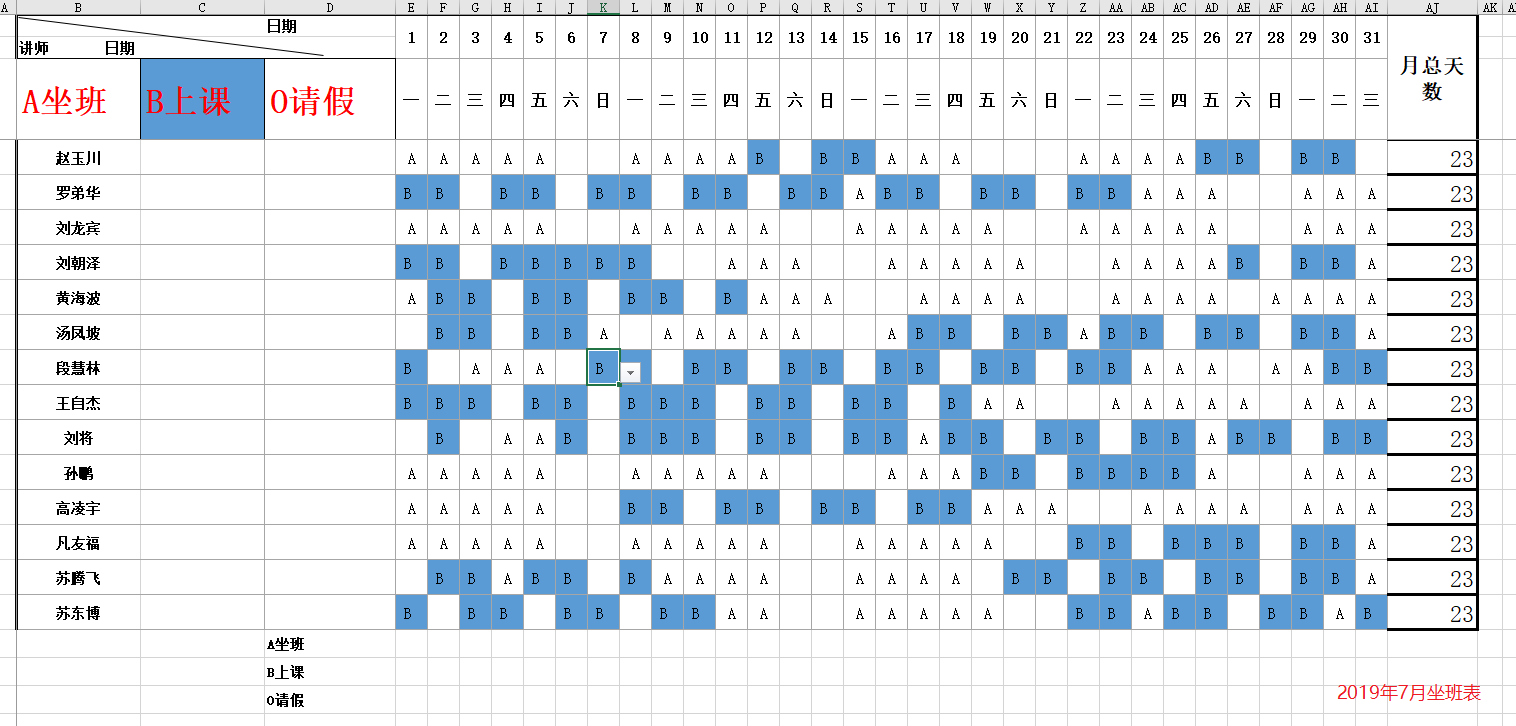 A B C D E F G H I J K L M N O P Q R S T U V W X Y Z AA AB AC AD AE AF AG AH AI AJ AK
日期
讲师 日期
1 2 3 4 5 6 7 8 9 10 11 12 13 14 15 16 17 18 19 20 21 22 23 24 25 26 27 28 29 30 31
月总天
数
A坐班 B上课 O请假 一 二 三 四 五 六 日 一 二 三 四 五 六 日 一 二 三 四 五 六 日 一 二 三 四 五 六 日 一 二 三
赵玉川 A A A A A A A A A B B B A A A A A A A B B B B 23
罗弟华 B B B B B B B B B B A B B B B B B A A A A A A 23
刘龙宾 A A A A A A A A A A A A A A A A A A A A A A A 23
刘朝泽 B B B B B B B A A A A A A A A A A A A B B B A 23
黄海波 A B B B B B B B A A A A A A A A A A A A A A A 23
汤凤坡 B B B B A A A A A A A B B B B A B B B B B B A 23
段慧林 B A A A B B B B B B B B B B B A A A A A B B 23
王自杰 B B B B B B B B B B B B B A A A A A A A A A A 23
刘将 B A A B B B B B B B B A B B B B B B A B B B B 23
孙鹏 A A A A A A A A A A A A A B B B B B B A A A A 23
高凌宇 A A A A A B B B B B B B B A A A A A A A A A A 23
凡友福 A A A A A A A A A A A A A A A B B B B B B B A 23
苏腾飞 B B A B B B A A A A A A A A B B B B B B B B A 23
苏东博 B B B B B B B A A A A A A A B B A B B B B A B 23
A坐班
B上课
O请假
2019年7月坐班表